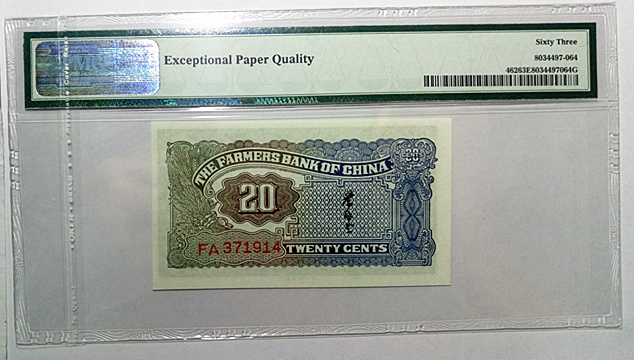 Exceptional Paper Quality
Sixty Three
8034497-064
46263E8034497064G
THE FARMERS BANK OF CHINA
20
20
FA 371914
TWENTY CENTS